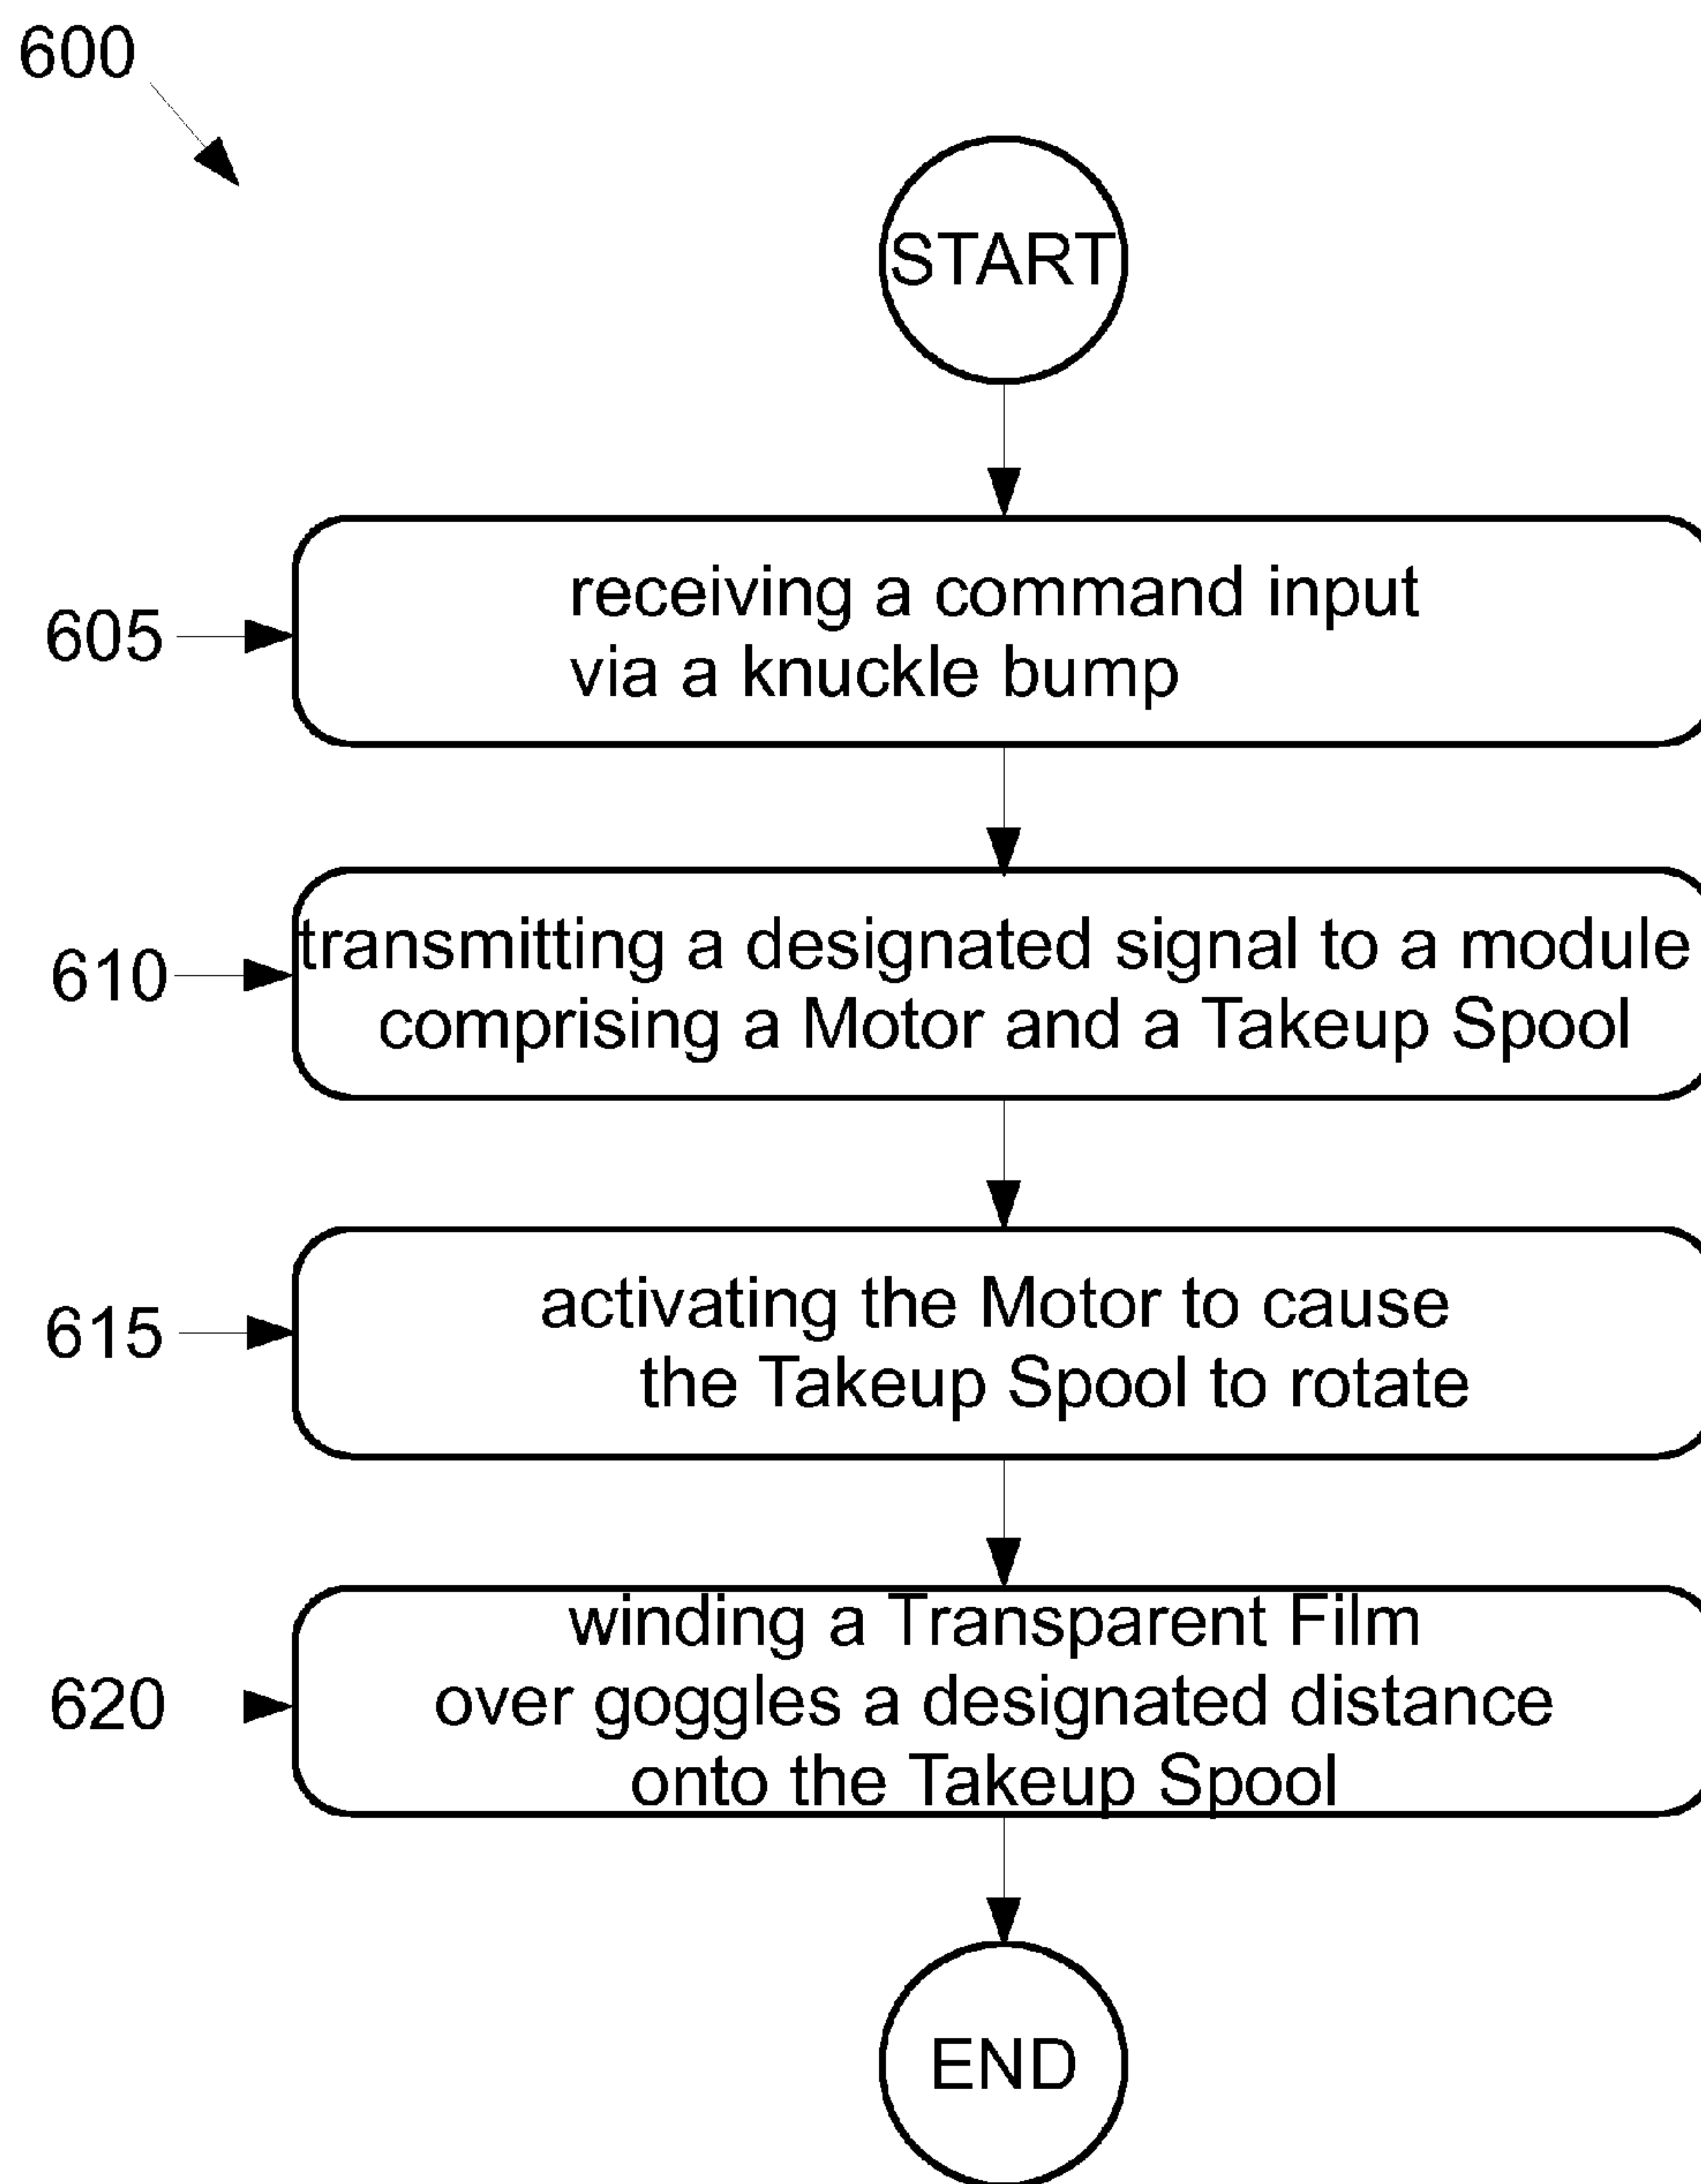 600
START
605
receiving a command input
via a knuckle bump
610
transmitting a designated signal to a module
comprising a Motor and a Takeup Spool
615
activating the Motor to cause
the Takeup Spool to rotate
620
winding a Transparent Film
over goggles a designated distance
onto the Takeup Spool
END